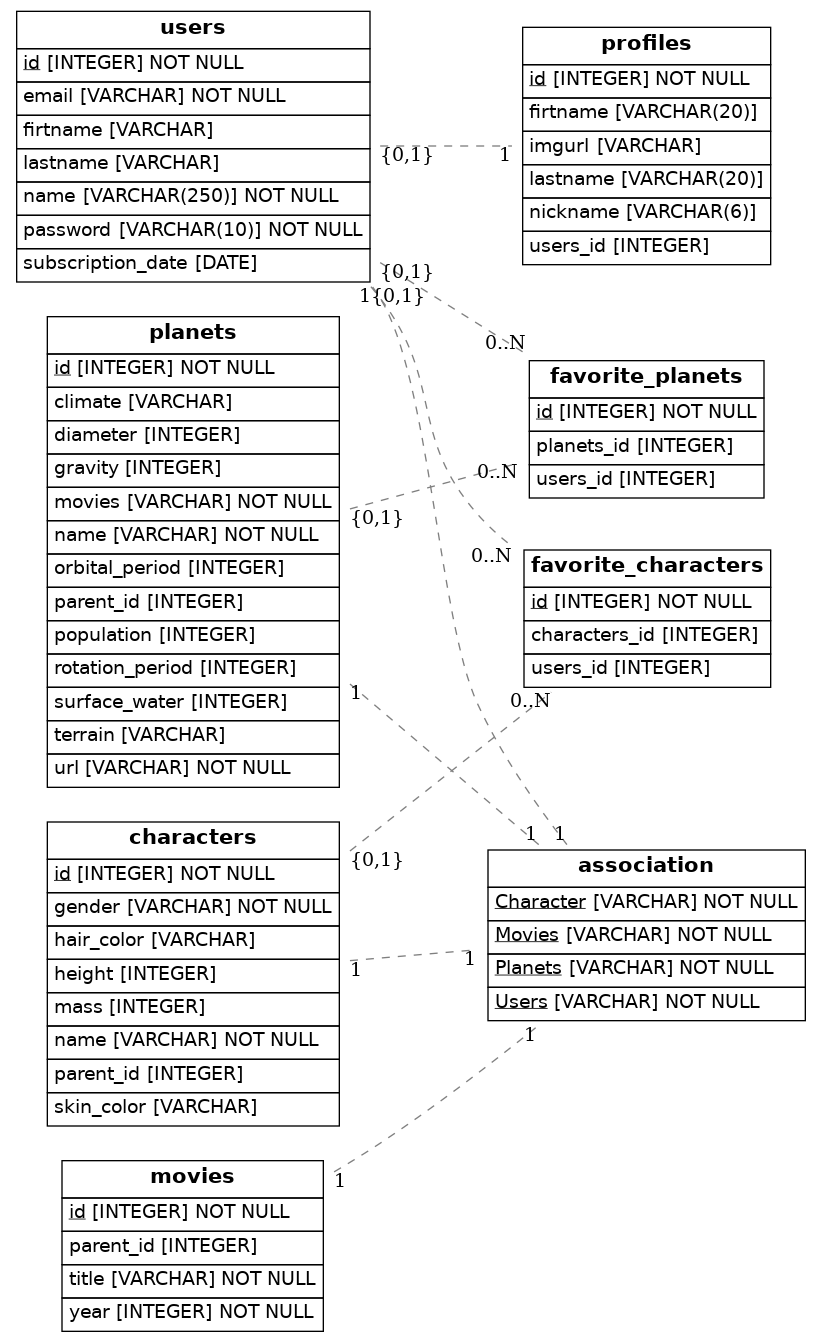 users
id [INTEGER] NOT NULL
email [VARCHAR] NOT NULL
firtname [VARCHAR]
lastname [VARCHAR]
name [VARCHAR(250)] NOT NULL
password [VARCHAR(10)] NOT NULL
subscription_date [DATE]
profiles
id [INTEGER] NOT NULL
firtname [VARCHAR(20)]
imgurl [VARCHAR]
lastname [VARCHAR(20)]
nickname [VARCHAR(6)]
users_id [INTEGER]
{0,1}
1
{0,1}
0..N
1
{0,1}
planets
id [INTEGER] NOT NULL
climate [VARCHAR]
diameter [INTEGER]
gravity [INTEGER]
movies [VARCHAR] NOT NULL
name [VARCHAR] NOT NULL
orbital_period [INTEGER]
parent_id [INTEGER]
population [INTEGER]
rotation_period [INTEGER]
surface_water [INTEGER]
terrain [VARCHAR]
url [VARCHAR] NOT NULL
favorite_planets
id [INTEGER] NOT NULL
planets_id [INTEGER]
users_id [INTEGER]
0..N
{0,1}
0..N
favorite_characters
id [INTEGER] NOT NULL
characters_id [INTEGER]
users_id [INTEGER]
1
0..N
characters
id [INTEGER] NOT NULL
gender [VARCHAR] NOT NULL
hair_color [VARCHAR]
height [INTEGER]
mass [INTEGER]
name [VARCHAR] NOT NULL
parent_id [INTEGER]
skin_color [VARCHAR]
{0,1}
1
1
association
Character [VARCHAR] NOT NULL
Movies [VARCHAR] NOT NULL
Planets [VARCHAR] NOT NULL
Users [VARCHAR] NOT NULL
1
1
1
movies
id [INTEGER] NOT NULL
parent_id [INTEGER]
title [VARCHAR] NOT NULL
year [INTEGER] NOT NULL
1